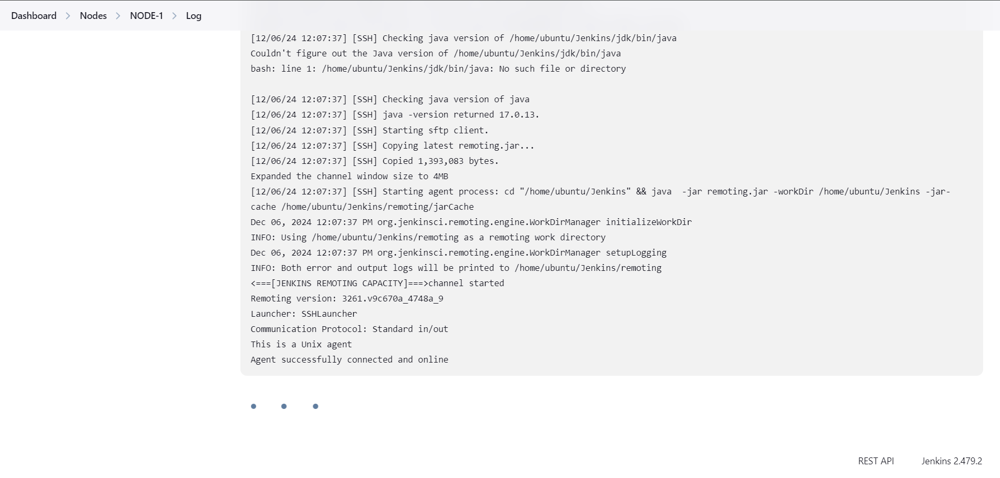 Dashboard > Nodes > NODE-1 > Log
[12/06/24 12:07:37] [SSH] Checking java version of /home/ubuntu/Jenkins/jdk/bin/java
Couldn't figure out the Java version of /home/ubuntu/Jenkins/jdk/bin/java
bash: line 1: /home/ubuntu/Jenkins/jdk/bin/java: No such file or directory
[12/06/24 12:07:37] [SSH] Checking java version of java
[12/06/24 12:07:37] [SSH] java -version returned 17.0.13.
[12/06/24 12:07:37] [SSH] Starting sftp client.
[12/06/24 12:07:37] [SSH] Copying latest remoting.jar...
[12/06/24 12:07:37] [SSH] Copied 1,393,083 bytes.
Expanded the channel window size to 4MB
[12/06/24 12:07:37] [SSH] Starting agent process: cd "/home/ubuntu/Jenkins" && java  -jar remoting.jar -workDir /home/ubuntu/Jenkins -jar-
cache /home/ubuntu/Jenkins/remoting/jarCache
Dec 06, 2024 12:07:37 PM org.jenkinsci.remoting.engine.WorkDirManager initializeWorkDir
INFO: Using /home/ubuntu/Jenkins/remoting as a remoting work directory
Dec 06, 2024 12:07:37 PM org.jenkinsci.remoting.engine.WorkDirManager setupLogging
INFO: Both error and output logs will be printed to /home/ubuntu/Jenkins/remoting
<===[JENKINS REMOTING CAPACITY]===>channel started
Remoting version: 3261.v9c670a_4748a_9
Launcher: SSHLauncher
Communication Protocol: Standard in/out
This is a Unix agent
Agent successfully connected and online
REST API Jenkins 2.479.2